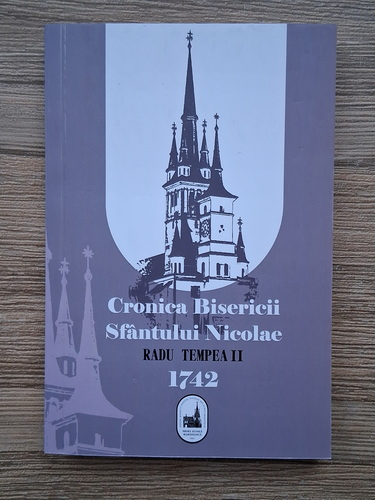 Cronica Bisericii
Sfântului Nicolae
RADU TEMPEA II
1742